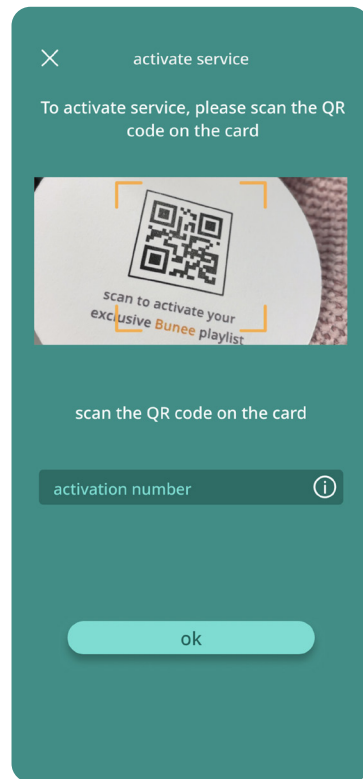 activate service
To activate service, please scan the QR
code on the card
scan to activate your
exclusive Bunee playlist
scan the QR code on the card
activation number
ok